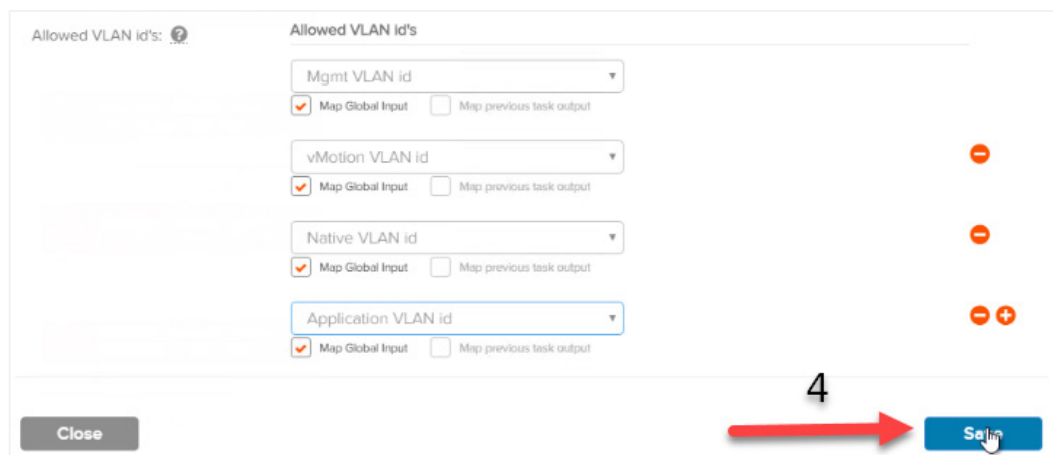 Allowed VLAN id's: ?
Allowed VLAN id's
Mgmt VLAN id
Map Global Input Map previous task output
vMotion VLAN id
Map Global Input Map previous task output
Native VLAN id
Map Global Input Map previous task output
Application VLAN id
Map Global Input Map previous task output
4
Close
Save